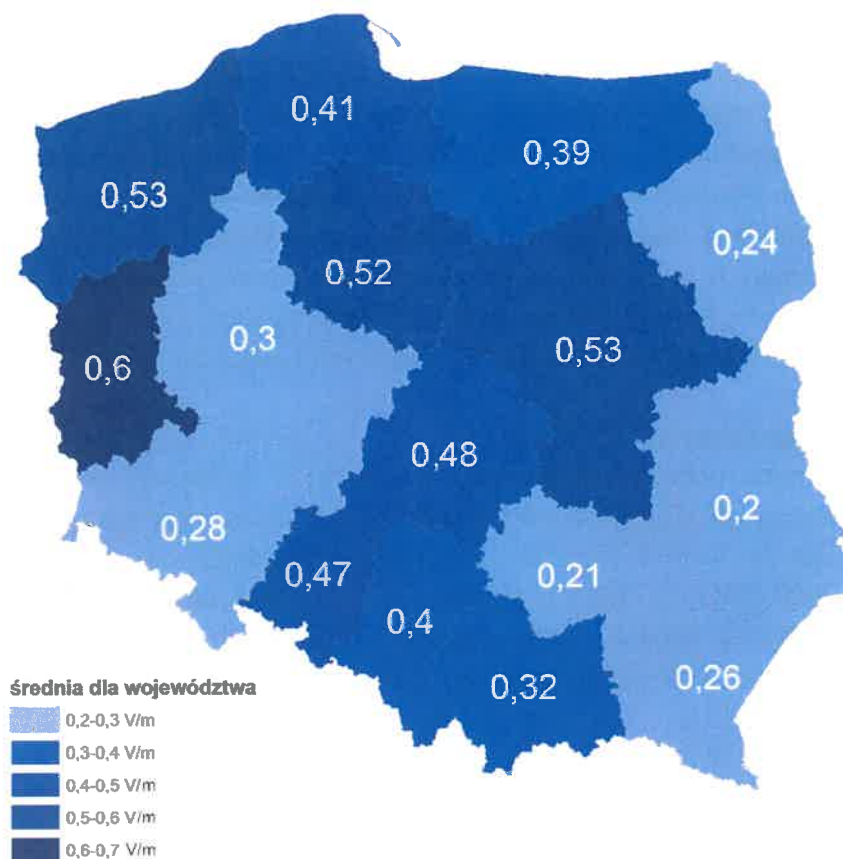 0,41
0,39
0,53
0,24
0,52
0,3
0,53
0,6
0,48
0,2
0,28
0,47
0,21
0,4
0,32
0,26
średnia dla województwa
0,2-0,3 V/m
0,3-0,4 V/m
0,4-0,5 V/m
0,5-0,6 V/m
0,6-0,7 V/m